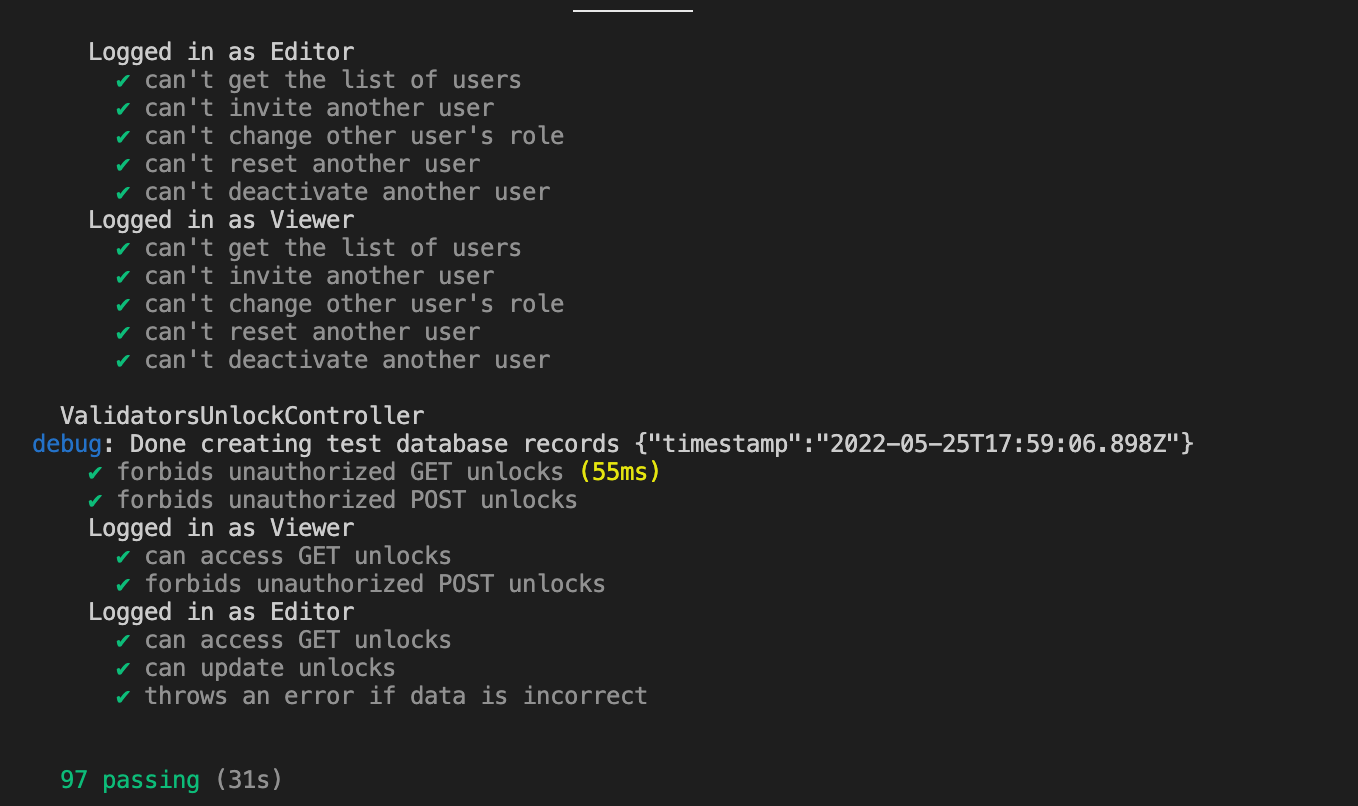 Logged in as Editor
✔ can't get the list of users
✔ can't invite another user
✔ can't change other user's role
✔ can't reset another user
✔ can't deactivate another user
Logged in as Viewer
✔ can't get the list of users
✔ can't invite another user
✔ can't change other user's role
✔ can't reset another user
✔ can't deactivate another user
ValidatorsUnlockController
debug: Done creating test database records {"timestamp":"2022-05-25T17:59:06.898Z"}
✔ forbids unauthorized GET unlocks (55ms)
✔ forbids unauthorized POST unlocks
Logged in as Viewer
✔ can access GET unlocks
✔ forbids unauthorized POST unlocks
Logged in as Editor
✔ can access GET unlocks
✔ can update unlocks
✔ throws an error if data is incorrect
97 passing (31s)